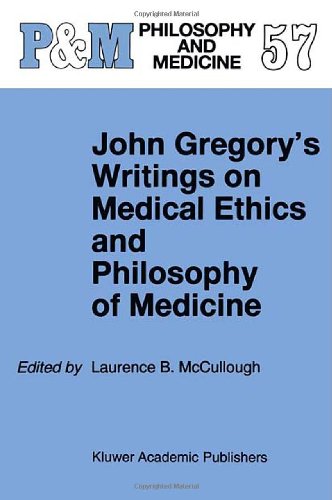 P&M PHILOSOPHY AND MEDICINE 57
John Gregory's
Writings on
Medical Ethics
and
Philosophy
of Medicine
Edited by Laurence B. McCullough
Kluwer Academic Publishers